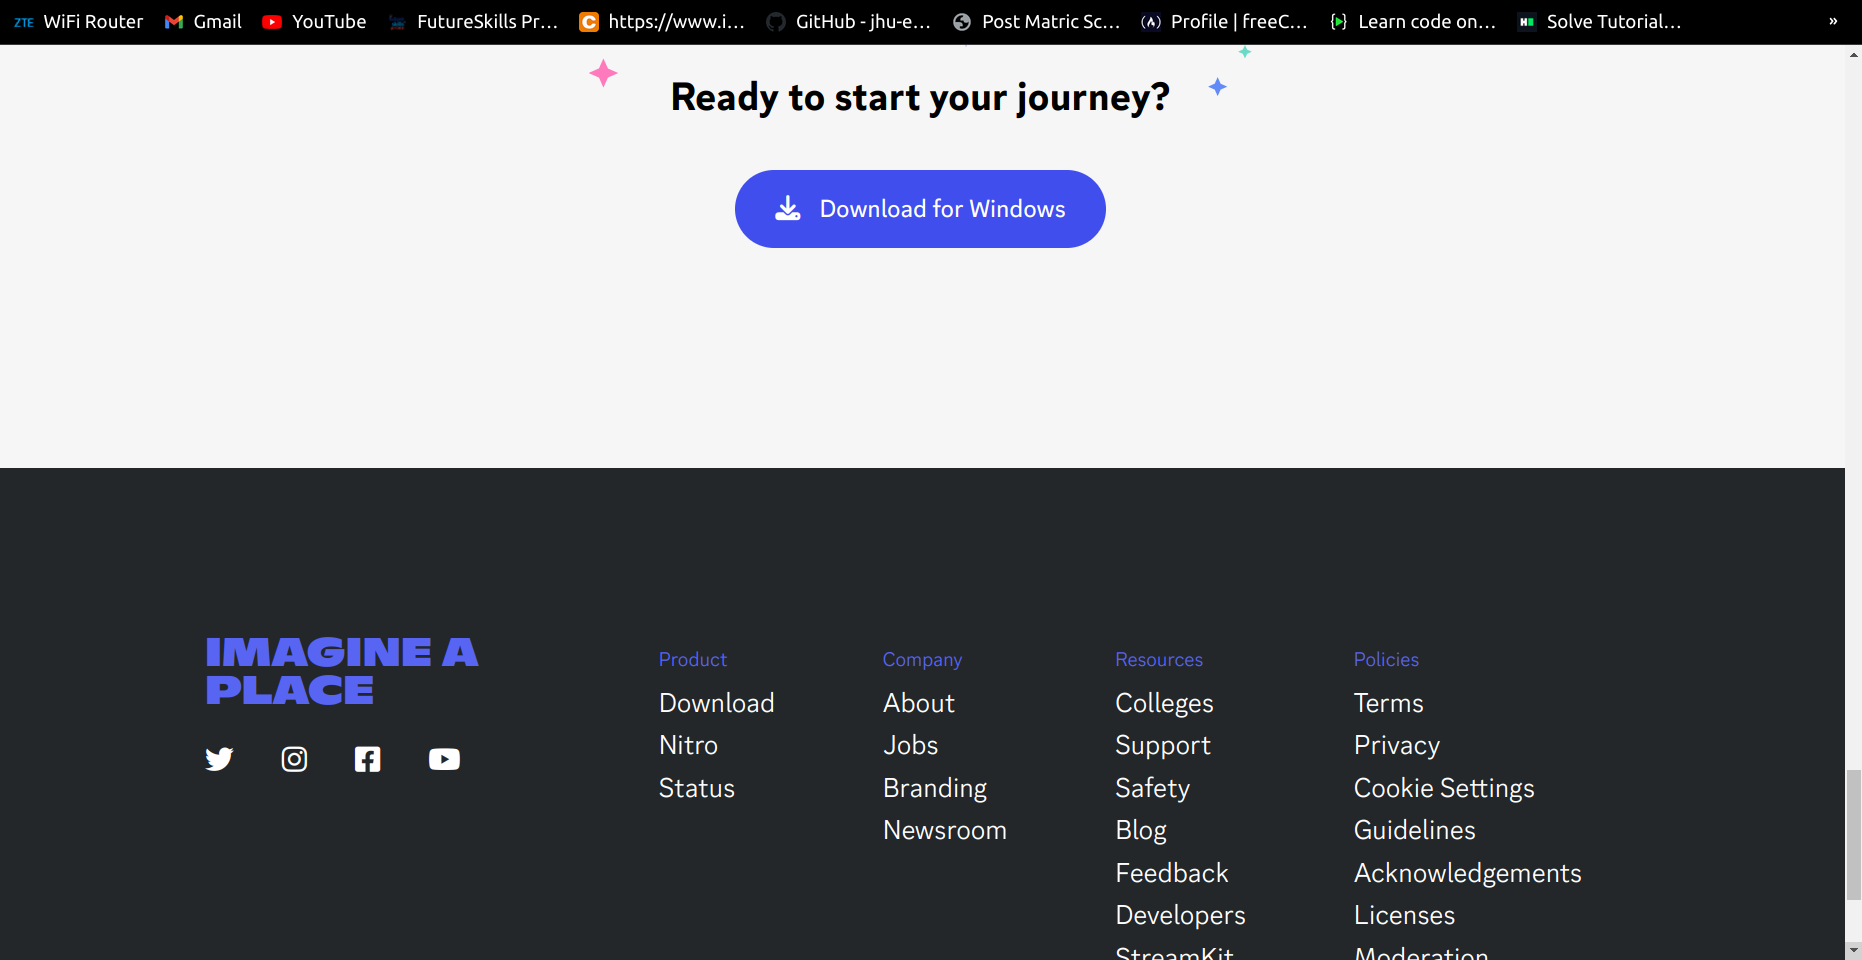 ZTE WiFi Router Gmail YouTube FutureSkills Pr... https://www.i... GitHub - jhu-e... Post Matric Sc... Profile | freeC... Learn code on... Solve Tutorial... »
Ready to start your journey?
Download for Windows
IMAGINE A
PLACE
Product
Download
Nitro
Status
Company
About
Jobs
Branding
Newsroom
Resources
Colleges
Support
Safety
Blog
Feedback
Developers
StreamKit
Policies
Terms
Privacy
Cookie Settings
Guidelines
Acknowledgements
Licenses
Moderation